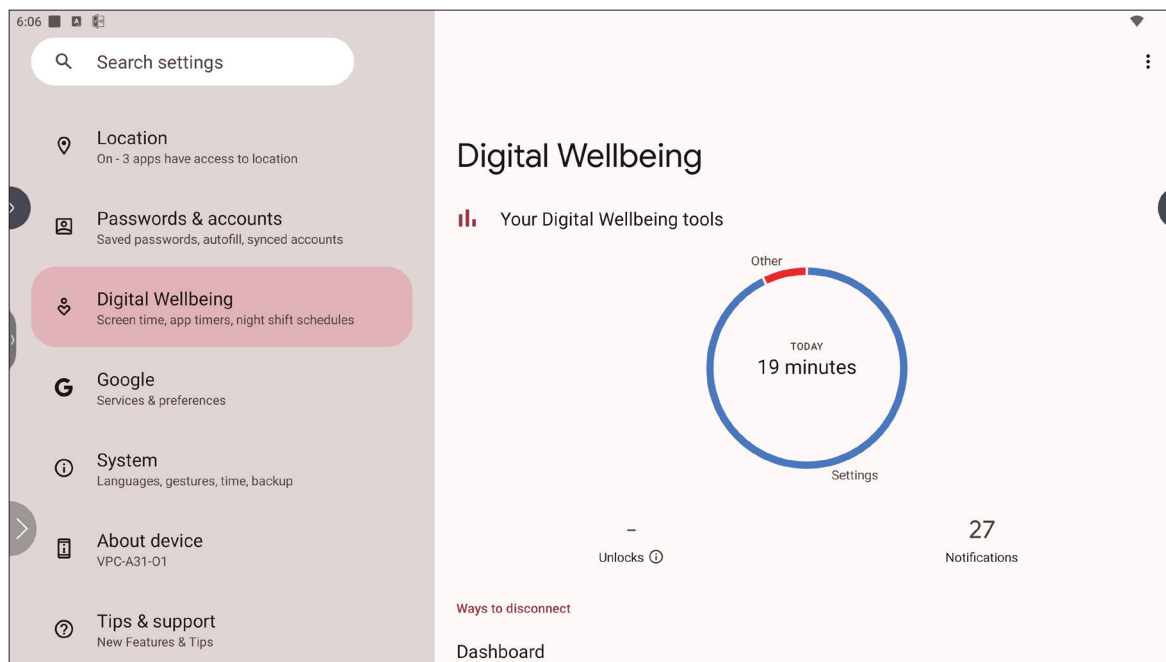 6:06
Search settings
Location
On - 3 apps have access to location
Passwords & accounts
Saved passwords, autofill, synced accounts
Digital Wellbeing
Screen time, app timers, night shift schedules
Google
Services & preferences
System
Languages, gestures, time, backup
About device
VPC-A31-O1
Tips & support
New Features & Tips
Digital Wellbeing
Your Digital Wellbeing tools
Other
TODAY
19 minutes
Settings
-
Unlocks
27
Notifications
Ways to disconnect
Dashboard